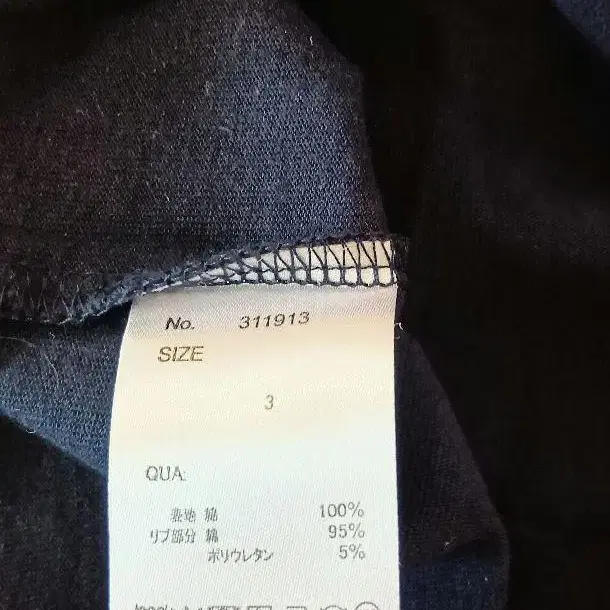 No. 311913
SIZE
3
QUA:
表地 綿 100%
リブ部分 綿 95%
ポリウレタン 5%